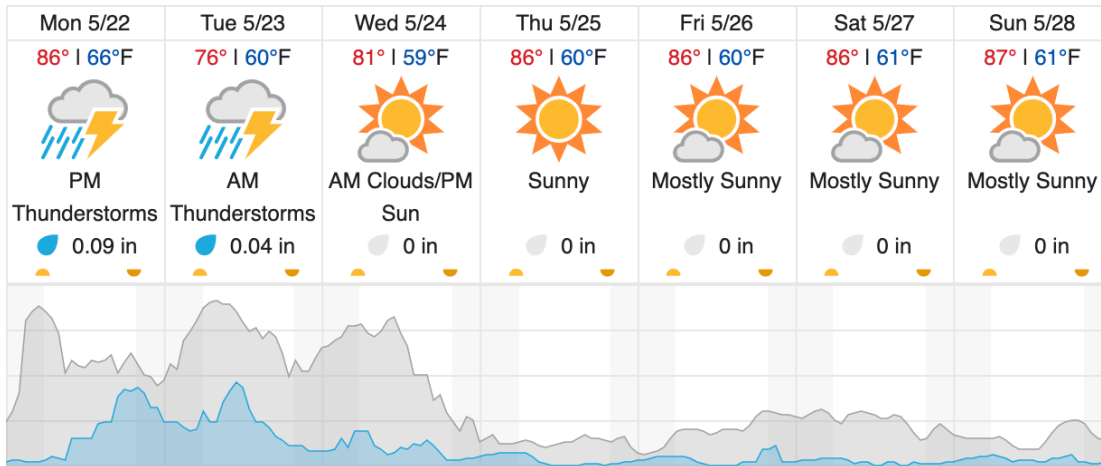 Mon 5/22
Tue 5/23
Wed 5/24
Thu 5/25
Fri 5/26
Sat 5/27
Sun 5/28
86° | 66°F
76° | 60°F
81° | 59°F
86° | 60°F
86° | 60°F
86° | 61°F
87° | 61°F
PM
Thunderstorms
AM
Thunderstorms
AM Clouds/PM
Sun
Sunny
Mostly Sunny
Mostly Sunny
Mostly Sunny
0.09 in
0.04 in
0 in
0 in
0 in
0 in
0 in